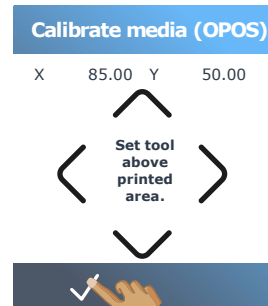 Calibrate media (OPOS)
X 85.00 Y 50.00
Set tool
above
printed
area.